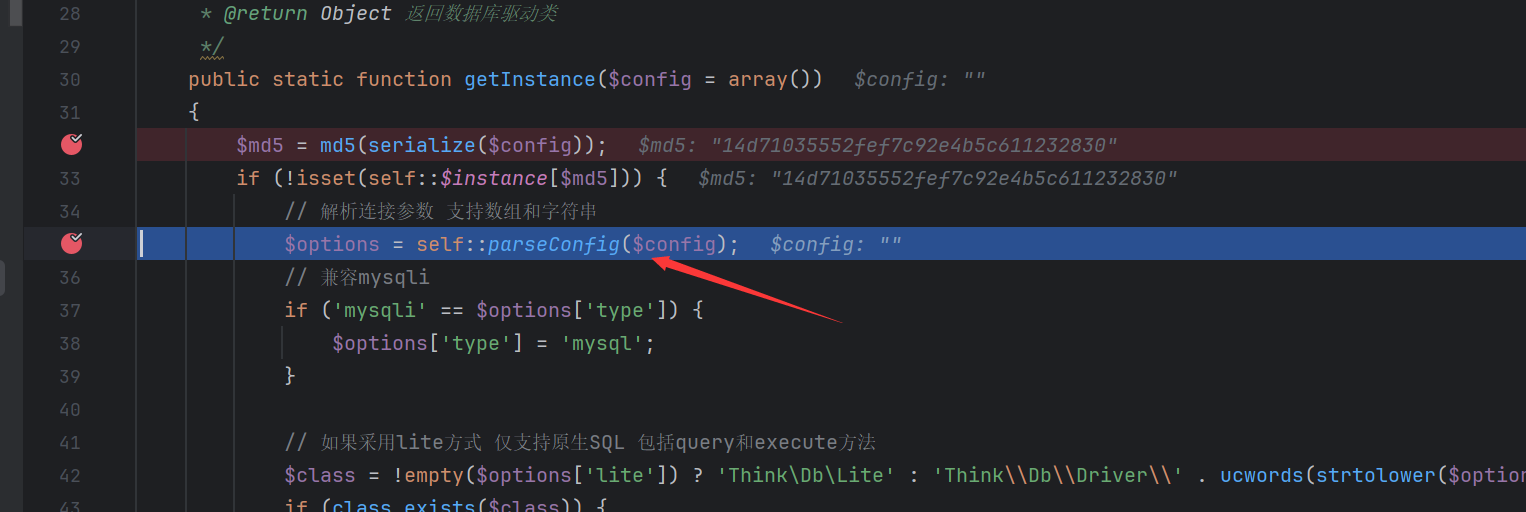 28 * @return Object 返回数据库驱动类
29 */
30 public static function getInstance($config = array()) $config: ""
31 {
$md5 = md5(serialize($config)); $md5: "14d71035552fef7c92e4b5c611232830"
33 if (!isset(self::$instance[$md5])) { $md5: "14d71035552fef7c92e4b5c611232830"
34 // 解析连接参数 支持数组和字符串
$options = self::parseConfig($config); $config: ""
36 // 兼容mysqli
37 if ('mysqli' == $options['type']) {
38 $options['type'] = 'mysql';
39 }
40
41 // 如果采用lite方式 仅支持原生SQL 包括query和execute方法
42 $class = !empty($options['lite']) ? 'Think\Db\Lite' : 'Think\\Db\\Driver\\' . ucwords(strtolower($option
43 if (class_exists($class)) {